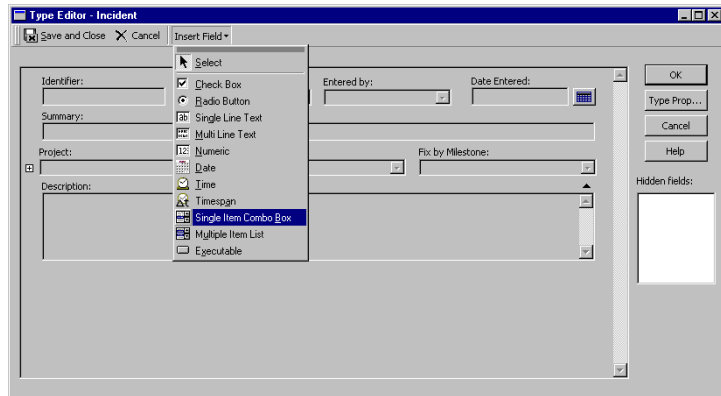 Type Editor - Incident
Save and Close Cancel Insert Field
Select
Check Box
Radio Button
Single Line Text
Multi Line Text
Numeric
Date
Time
Timespan
Single Item Combo Box
Multiple Item List
Executable
Identifier: Entered by: Date Entered:
Summary:
Project: Fix by Milestone:
Description:
OK
Type Prop...
Cancel
Help
Hidden fields: